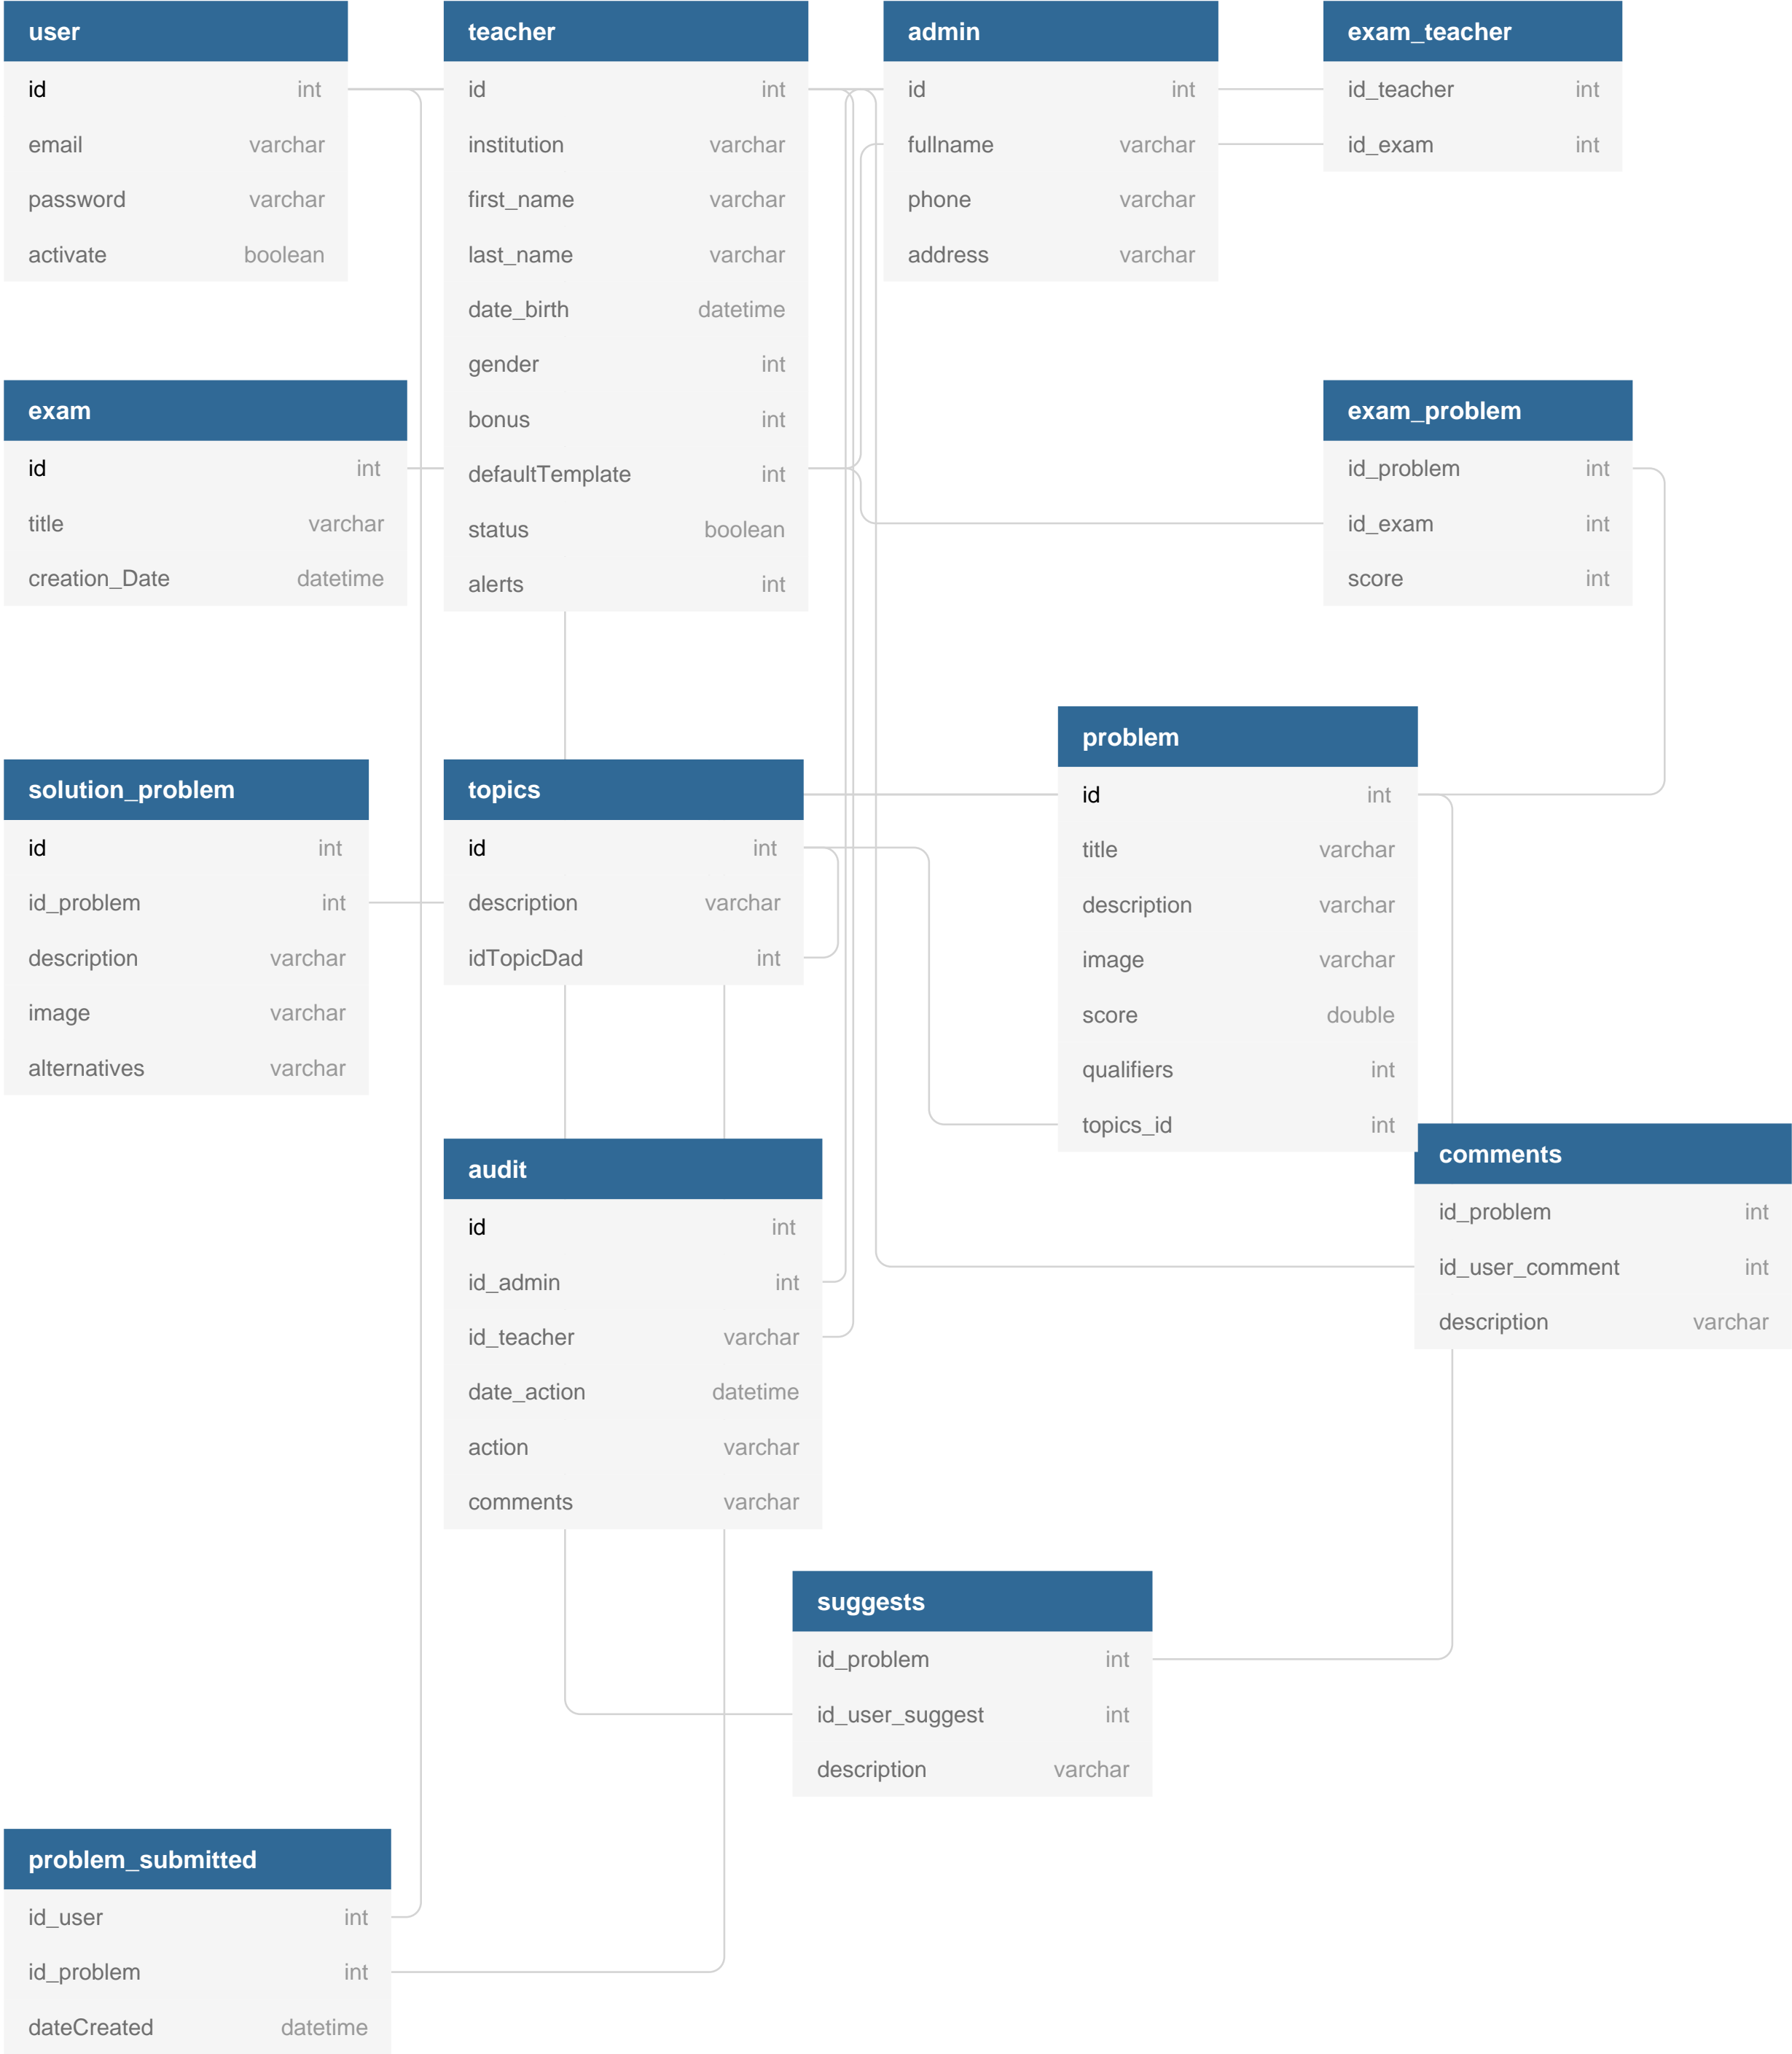 user
id int
email varchar
password varchar
activate boolean
teacher
id int
institution varchar
first_name varchar
last_name varchar
date_birth datetime
gender int
bonus int
defaultTemplate int
status boolean
alerts int
admin
id int
fullname varchar
phone varchar
address varchar
exam_teacher
id_teacher int
id_exam int
exam
id int
title varchar
creation_Date datetime
exam_problem
id_problem int
id_exam int
score int
solution_problem
id int
id_problem int
description varchar
image varchar
alternatives varchar
topics
id int
description varchar
idTopicDad int
problem
id int
title varchar
description varchar
image varchar
score double
qualifiers int
topics_id int
comments
id_problem int
id_user_comment int
description varchar
audit
id int
id_admin int
id_teacher varchar
date_action datetime
action varchar
comments varchar
suggests
id_problem int
id_user_suggest int
description varchar
problem_submitted
id_user int
id_problem int
dateCreated datetime